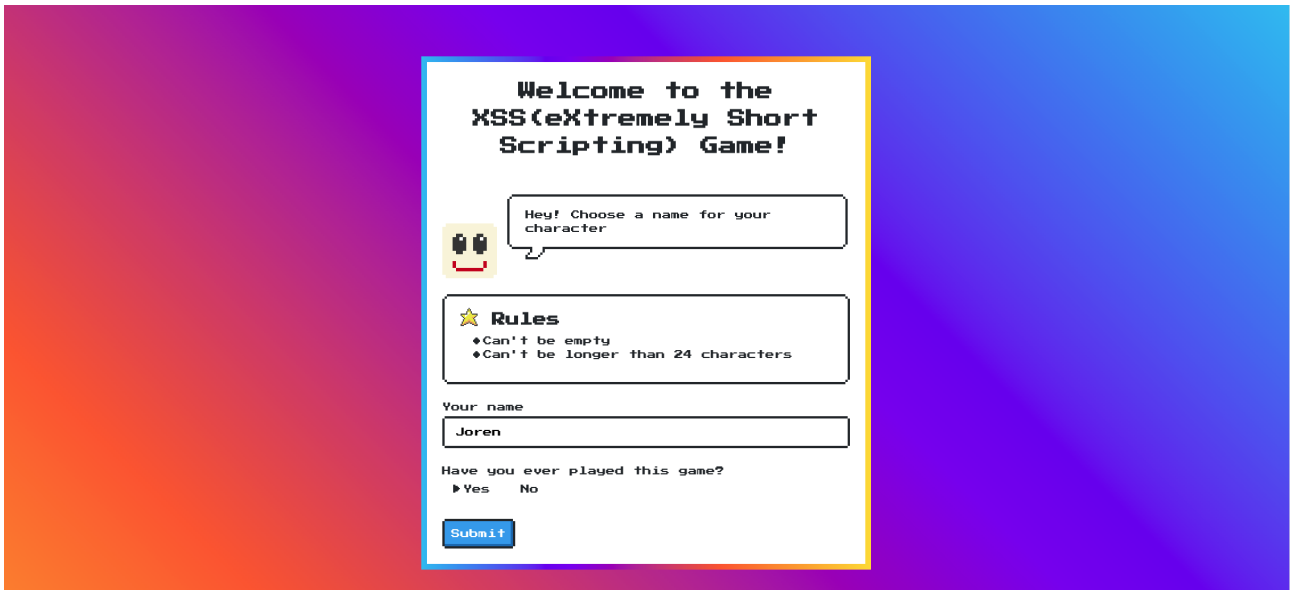 Welcome to the
XSS(eXtremely Short
Scripting) Game!
Hey! Choose a name for your
character
Rules
Can't be empty
Can't be longer than 24 characters
Your name
Joren
Have you ever played this game?
Yes No
Submit